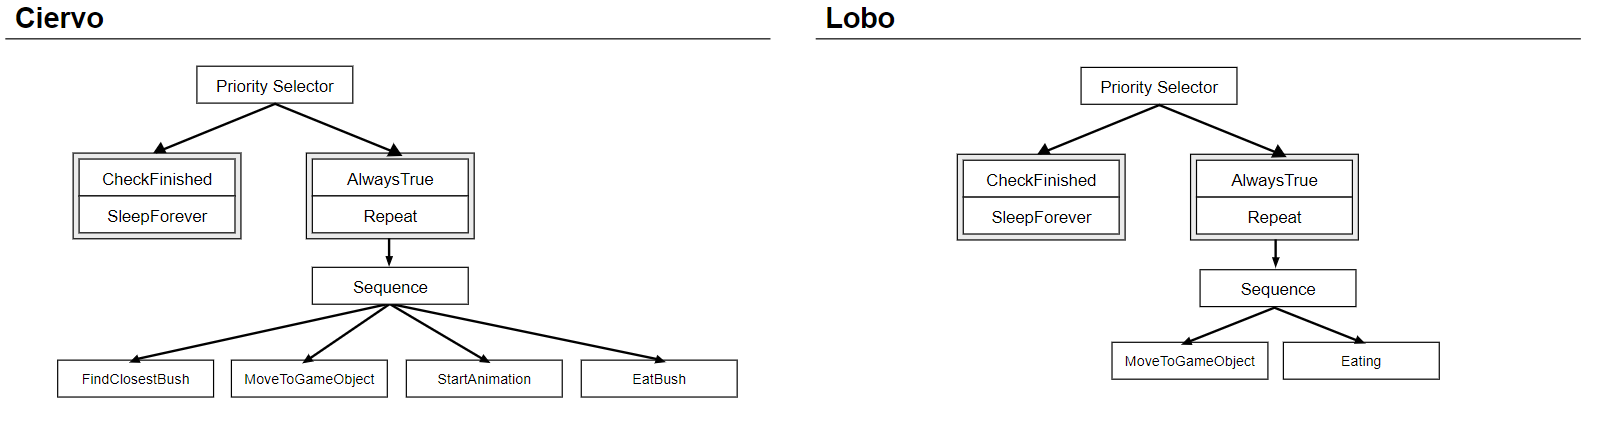 Ciervo
Priority Selector
CheckFinished
SleepForever
AlwaysTrue
Repeat
Sequence
FindClosestBush
MoveToGameObject
StartAnimation
EatBush
Lobo
Priority Selector
CheckFinished
SleepForever
AlwaysTrue
Repeat
Sequence
MoveToGameObject
Eating